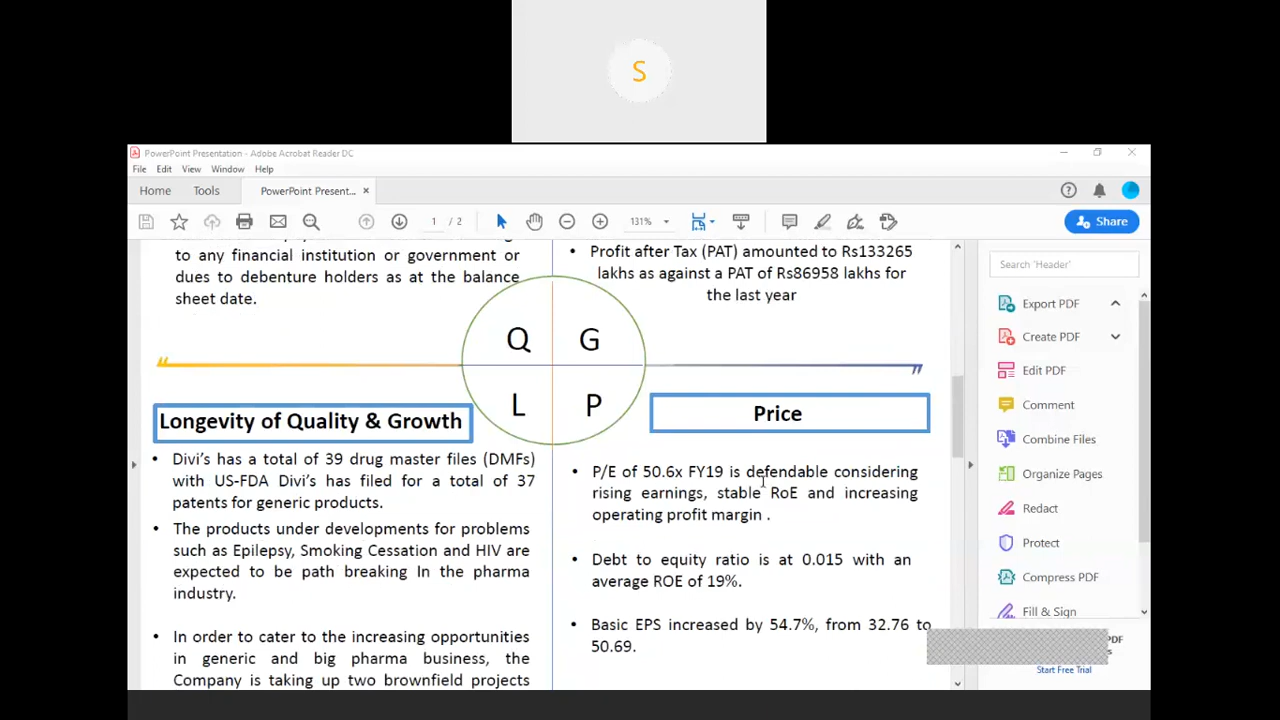 S
PowerPoint Presentation - Adobe Acrobat Reader DC
File Edit View Window Help
Home Tools PowerPoint Present... ×
1 / 2 131% Share
to any financial institution or government or
dues to debenture holders as at the balance
sheet date.
• Profit after Tax (PAT) amounted to Rs133265
lakhs as against a PAT of Rs86958 lakhs for
the last year
Q G
L P
Longevity of Quality & Growth
• Divi’s has a total of 39 drug master files (DMFs)
with US-FDA Divi’s has filed for a total of 37
patents for generic products.
• The products under developments for problems
such as Epilepsy, Smoking Cessation and HIV are
expected to be path breaking In the pharma
industry.
• In order to cater to the increasing opportunities
in generic and big pharma business, the
Company is taking up two brownfield projects
Price
• P/E of 50.6x FY19 is defendable considering
rising earnings, stable RoE and increasing
operating profit margin .
• Debt to equity ratio is at 0.015 with an
average ROE of 19%.
• Basic EPS increased by 54.7%, from 32.76 to
50.69.
Search 'Header'
Export PDF
Create PDF
Edit PDF
Comment
Combine Files
Organize Pages
Redact
Protect
Compress PDF
Fill & Sign
Start Free Trial